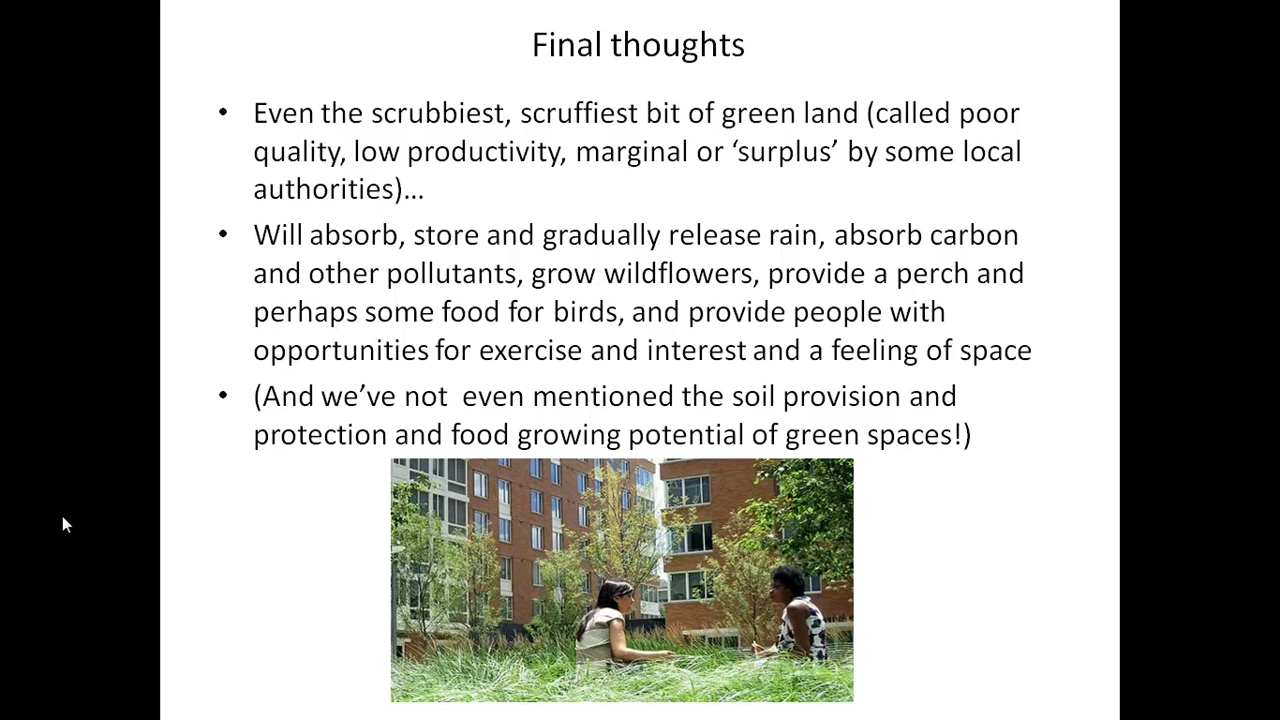 Final thoughts
• Even the scrubbiest, scruffiest bit of green land (called poor
quality, low productivity, marginal or ‘surplus’ by some local
authorities)…
• Will absorb, store and gradually release rain, absorb carbon
and other pollutants, grow wildflowers, provide a perch and
perhaps some food for birds, and provide people with
opportunities for exercise and interest and a feeling of space
• (And we’ve not  even mentioned the soil provision and
protection and food growing potential of green spaces!)